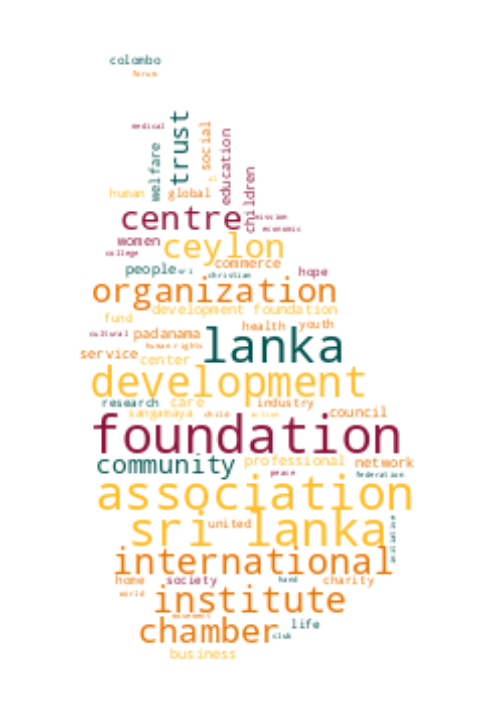 colombo
forum
medical
trust
social
education
welfare
children
human
global
centre
mission
economic
women
ceylon
college
commerce
people
sri
christian
hope
organization
development foundation
fund
health
youth
cultural
padanama
lanka
human rights
service
center
development
research
care
industry
sangamaya
child
action
council
foundation
community
professional
network
peace
federation
association
sri lanka
united
international
home
society
hand
charity
world
institute
chamber
life
club
business